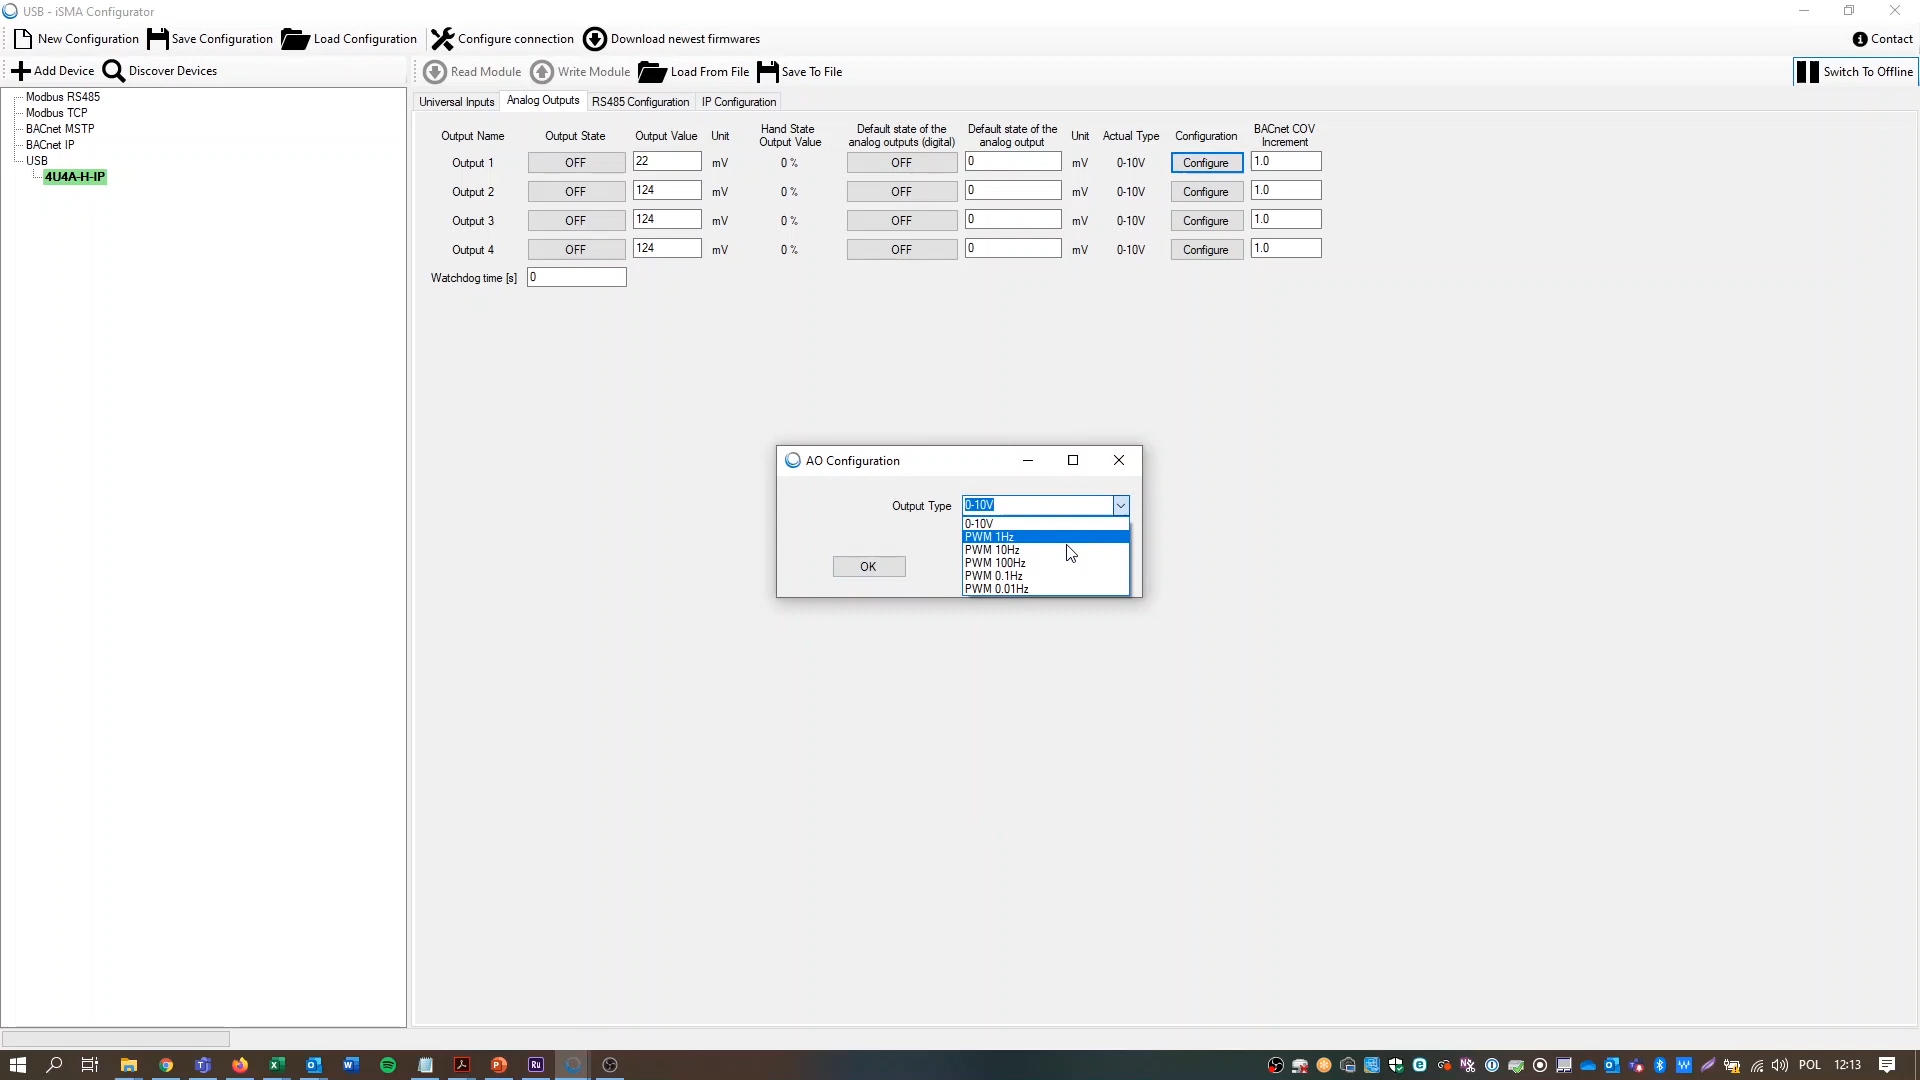 USB - iSMA Configurator
New Configuration Save Configuration Load Configuration Configure connection Download newest firmwares Contact
Add Device Discover Devices Read Module Write Module Load From File Save To File Switch To Offline
Modbus RS485
Modbus TCP
BACnet MSTP
BACnet IP
USB
4U4A-H-IP
Universal Inputs Analog Outputs RS485 Configuration IP Configuration
Output Name Output State Output Value Unit Hand State Output Value Default state of the analog outputs (digital) Default state of the analog output Unit Actual Type Configuration BACnet COV Increment
Output 1 OFF 22 mV 0 % OFF 0 mV 0-10V Configure 1.0
Output 2 OFF 124 mV 0 % OFF 0 mV 0-10V Configure 1.0
Output 3 OFF 124 mV 0 % OFF 0 mV 0-10V Configure 1.0
Output 4 OFF 124 mV 0 % OFF 0 mV 0-10V Configure 1.0
Watchdog time [s] 0
AO Configuration
Output Type 0-10V
0-10V
PWM 1Hz
PWM 10Hz
PWM 100Hz
PWM 0.1Hz
PWM 0.01Hz
OK
POL 12:13